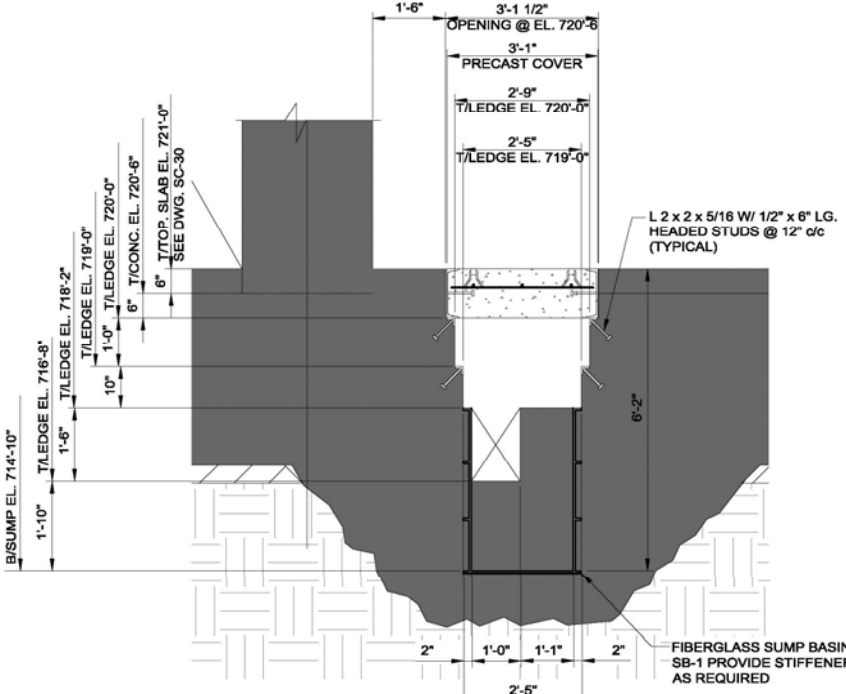 1'-6"
3'-1 1/2"
OPENING @ EL. 720'-6
3'-1"
PRECAST COVER
2'-9"
T/LEDGE EL. 720'-0"
2'-5"
T/LEDGE EL. 719'-0"
T/TOP. SLAB EL. 721'-0"
SEE DWG. SC-30
T/CONC. EL. 720'-6"
T/LEDGE EL. 720'-0"
T/LEDGE EL. 719'-0"
T/LEDGE EL. 718'-2"
T/LEDGE EL. 716'-8'
B/SUMP EL. 714'-10"
6"
6"
1'-0"
10"
1'-6"
1'-10"
L 2 x 2 x 5/16 W/ 1/2" x 6" LG.
HEADED STUDS @ 12" c/c
(TYPICAL)
6'-2"
2"
1'-0"
1'-1"
2"
2'-5"
FIBERGLASS SUMP BASIN
SB-1 PROVIDE STIFFENER
AS REQUIRED